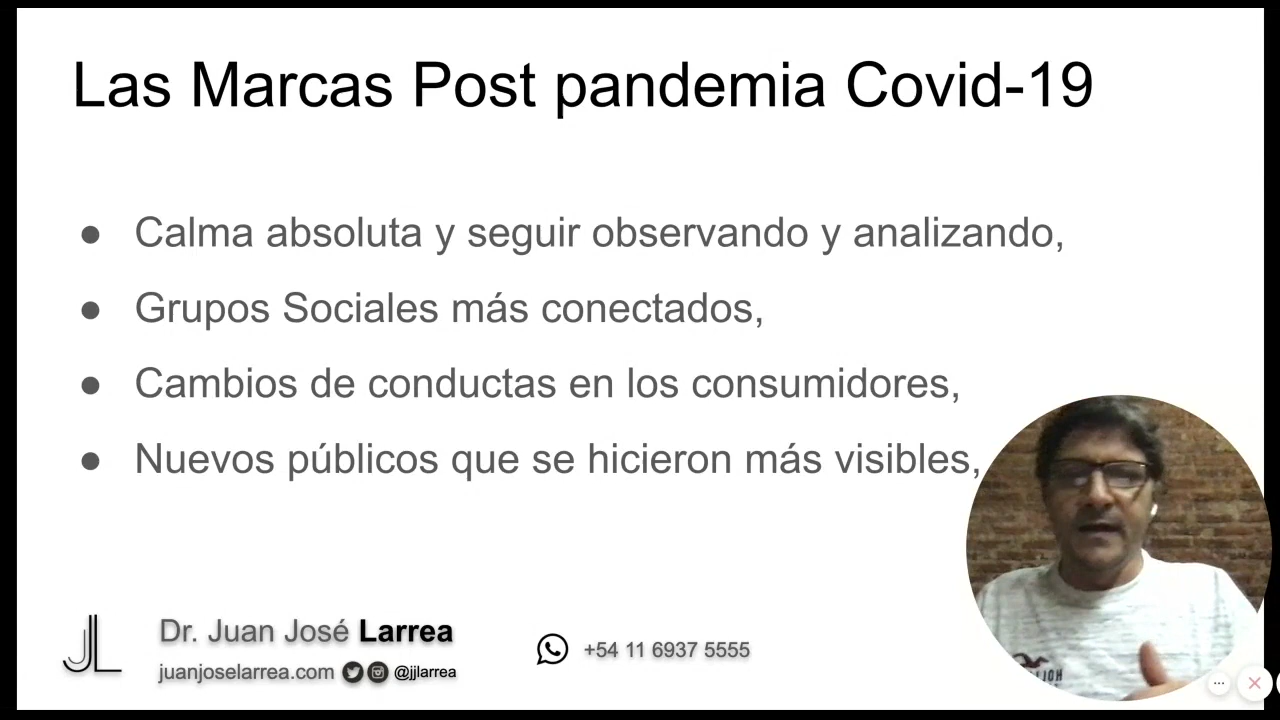 Las Marcas Post pandemia Covid-19
● Calma absoluta y seguir observando y analizando,
● Grupos Sociales más conectados,
● Cambios de conductas en los consumidores,
● Nuevos públicos que se hicieron más visibles,
JL
Dr. Juan José Larrea
juanjoselarrea.com @jjlarrea
+54 11 6937 5555